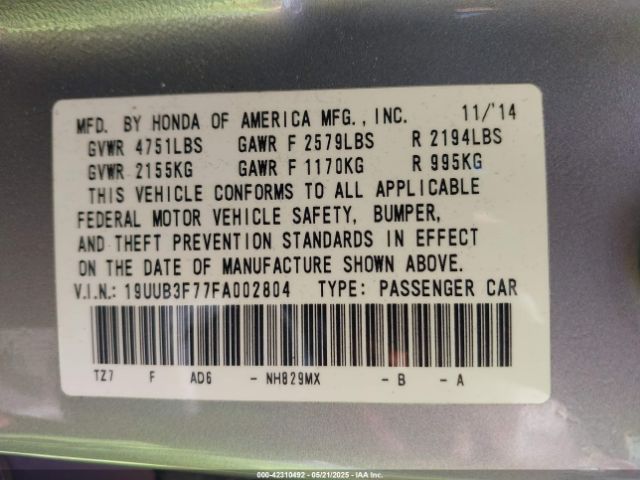 MFD. BY HONDA OF AMERICA MFG., INC. 11/'14
GVWR 4751LBS GAWR F 2579LBS R 2194LBS
GVWR 2155KG GAWR F 1170KG R 995KG
THIS VEHICLE CONFORMS TO ALL APPLICABLE
FEDERAL MOTOR VEHICLE SAFETY, BUMPER,
AND THEFT PREVENTION STANDARDS IN EFFECT
ON THE DATE OF MANUFACTURE SHOWN ABOVE.
V.I.N.: 19UUB3F77FA002804 TYPE: PASSENGER CAR
TZ7 F AD6 - NH829MX - B - A
000-42310492 - 05/21/2025 - IAA Inc.